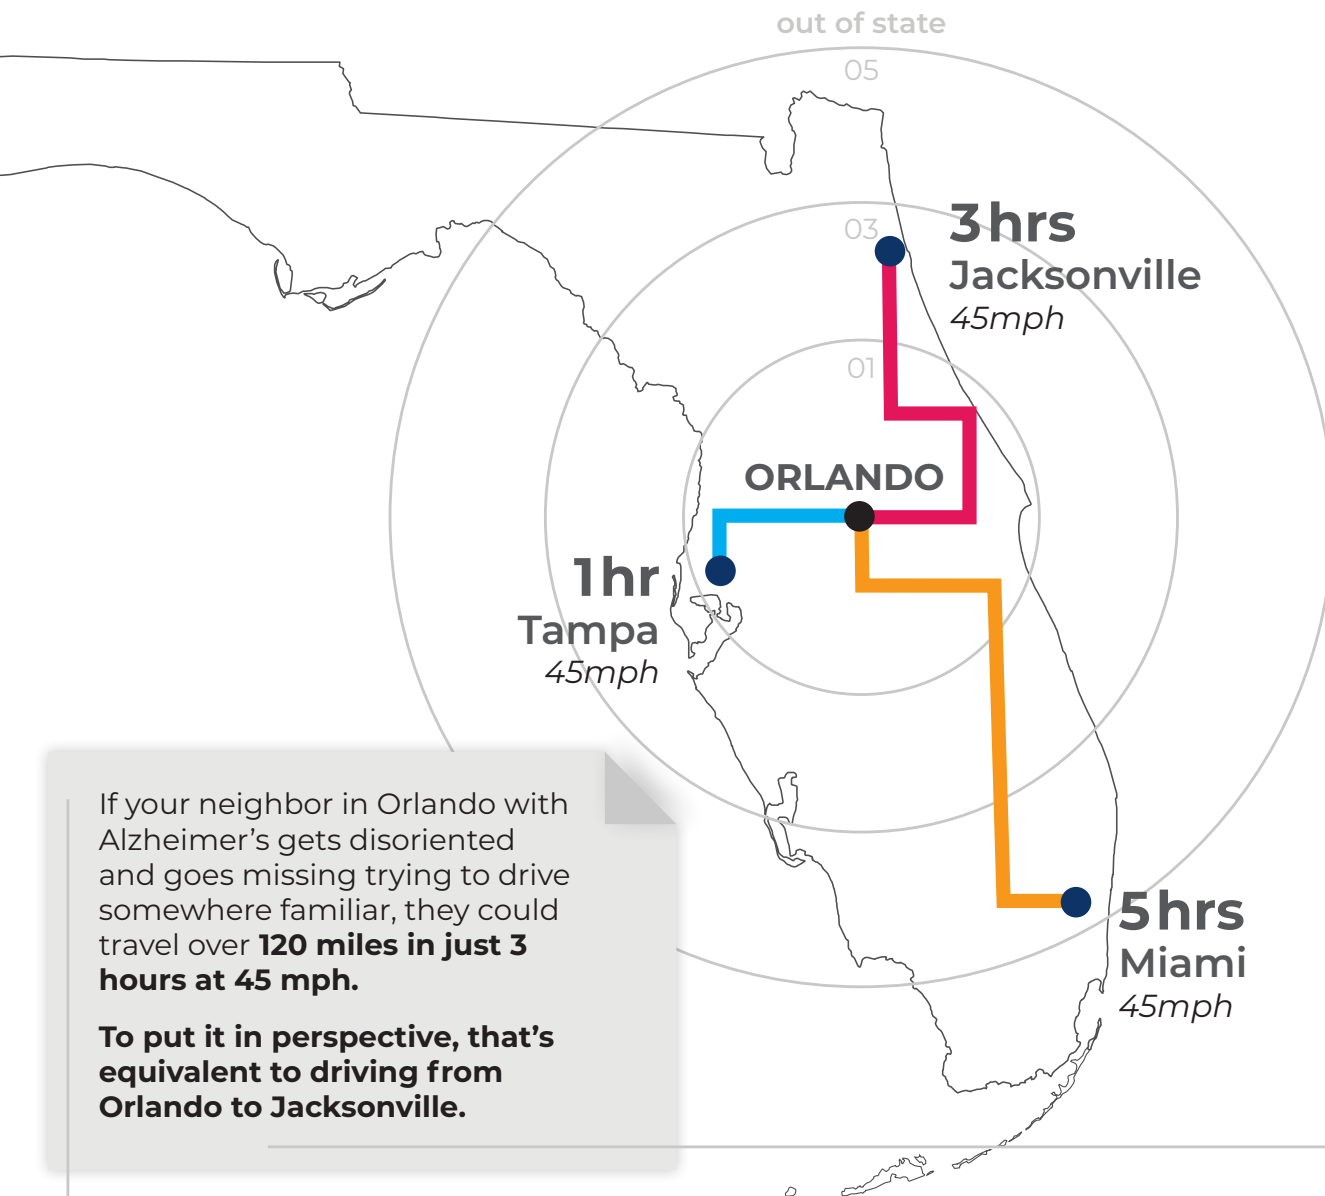 out of state
05
03
3hrs
Jacksonville
45mph
01
ORLANDO
1hr
Tampa
45mph
If your neighbor in Orlando with
Alzheimer’s gets disoriented
and goes missing trying to drive
somewhere familiar, they could
travel over 120 miles in just 3
hours at 45 mph.
To put it in perspective, that’s
equivalent to driving from
Orlando to Jacksonville.
5hrs
Miami
45mph